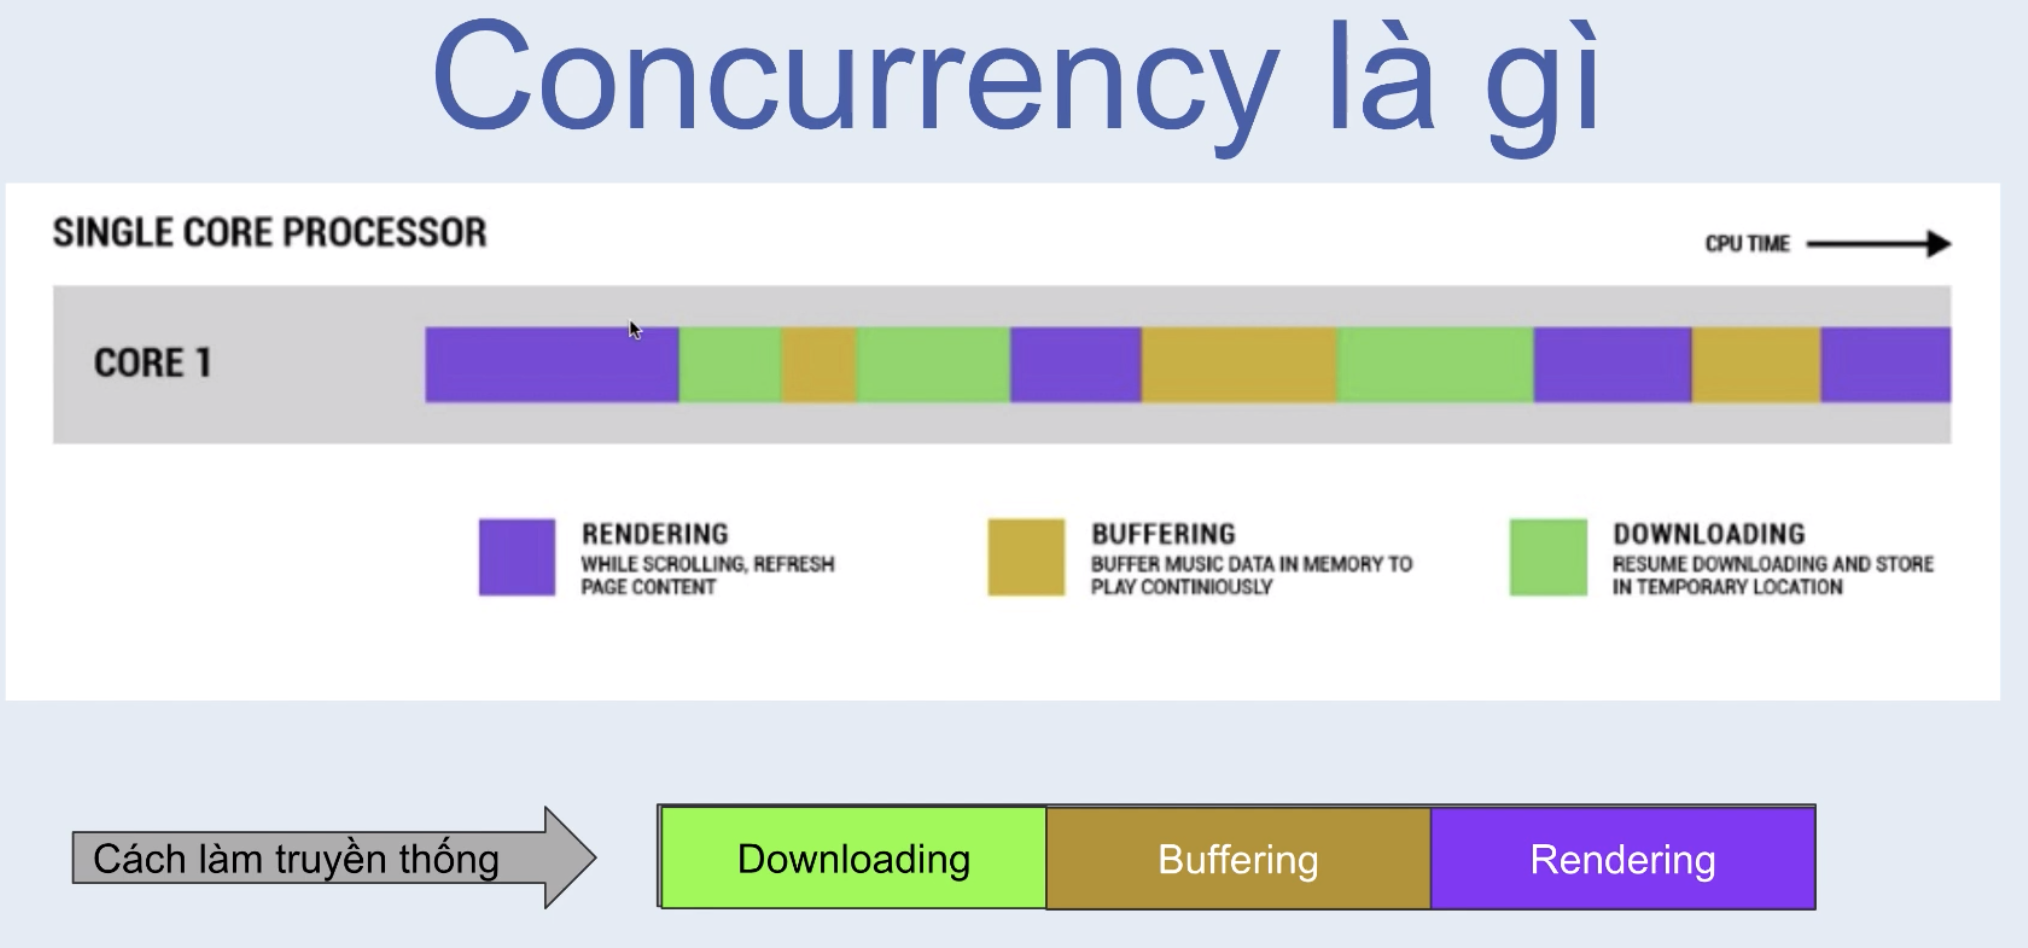 Concurrency là gì
SINGLE CORE PROCESSOR
CPU TIME
CORE 1
RENDERING
WHILE SCROLLING, REFRESH
PAGE CONTENT
BUFFERING
BUFFER MUSIC DATA IN MEMORY TO
PLAY CONTINIOUSLY
DOWNLOADING
RESUME DOWNLOADING AND STORE
IN TEMPORARY LOCATION
Cách làm truyền thống
Downloading
Buffering
Rendering